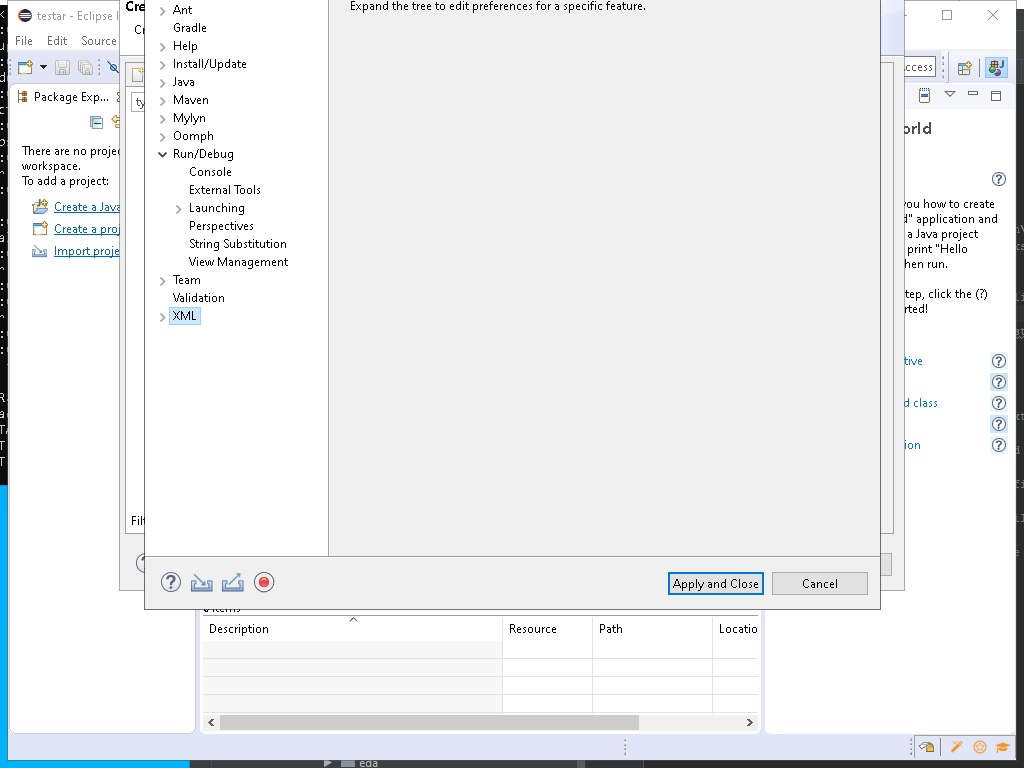 testar - Eclipse I
File Edit Source
Package Exp...
There are no proje
workspace.
To add a project:
Create a Java
Create a proj
Import proje
Cre
Cr
ty
Filt
Expand the tree to edit preferences for a specific feature.
Ant
Gradle
Help
Install/Update
Java
Maven
Mylyn
Oomph
Run/Debug
Console
External Tools
Launching
Perspectives
String Substitution
View Management
Team
Validation
XML
Apply and Close
Cancel
ccess
orld
you how to create
d" application and
a Java project
print "Hello
hen run.
tep, click the (?)
rted!
tive
d class
ion
items
Description Resource Path Locatio
eda